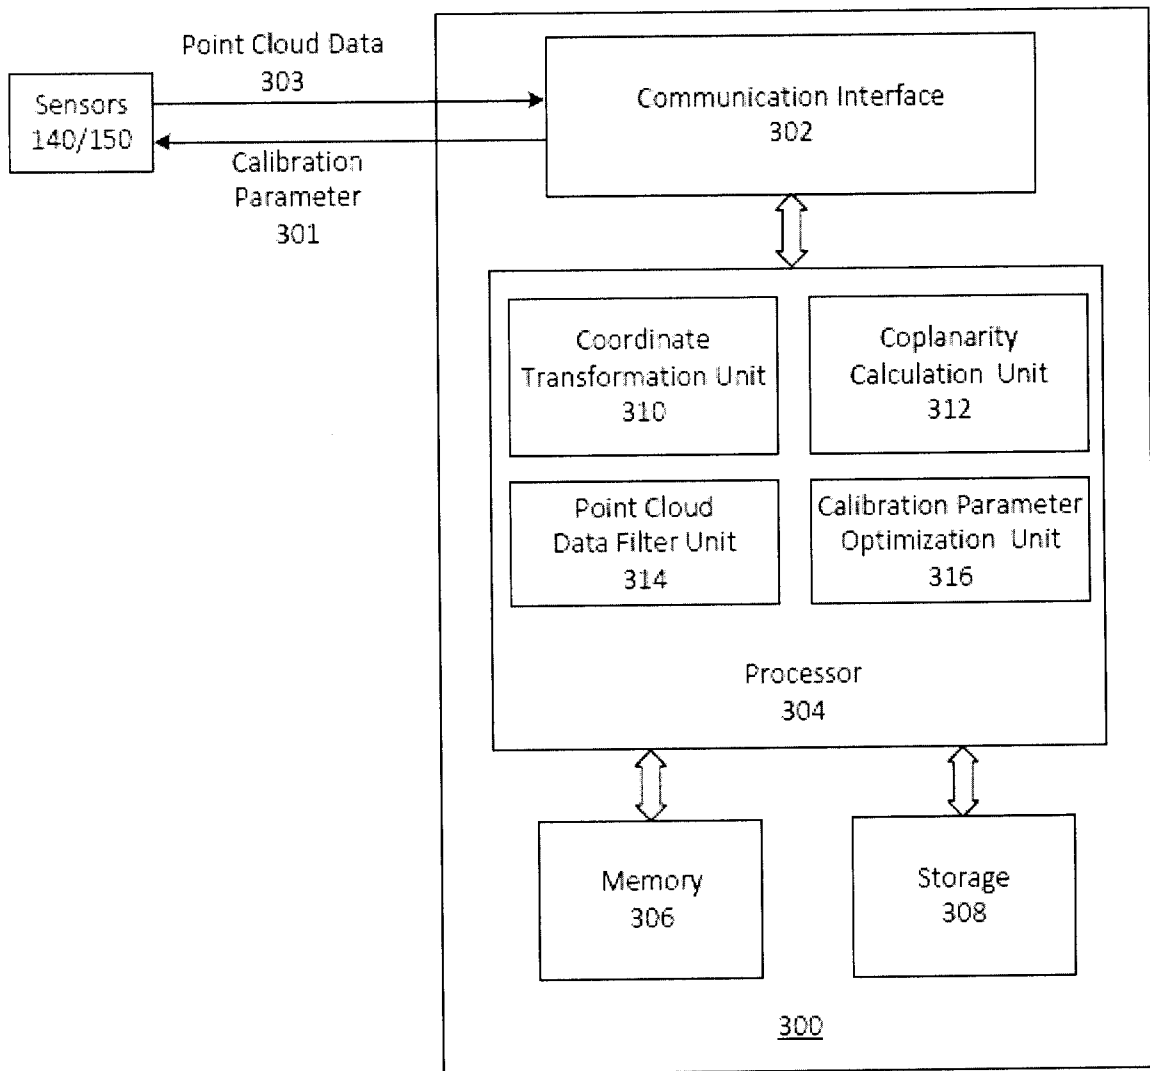 Point Cloud Data
303
Sensors
140/150
Calibration
Parameter
301
Communication Interface
302
Coordinate
Transformation Unit
310
Coplanarity
Calculation Unit
312
Point Cloud
Data Filter Unit
314
Calibration Parameter
Optimization Unit
316
Processor
304
Memory
306
Storage
308
300